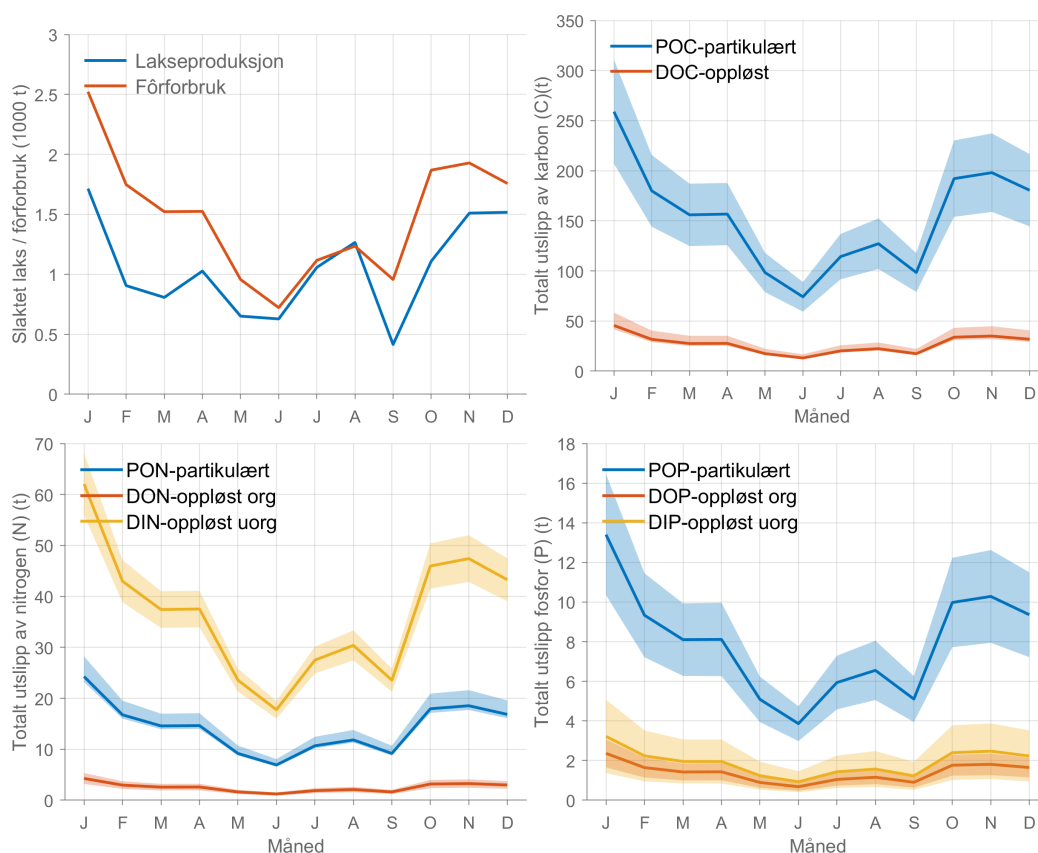 Slaktet laks / fôrforbruk (1000 t)
3
2.5
2
1.5
1
0.5
0
Lakseproduksjon
Fôrforbruk
J F M A M J J A S O N D
Totalt utslipp av karbon (C)(t)
350
300
250
200
150
100
50
0
POC-partikulært
DOC-oppløst
J F M A M J J A S O N D
Måned
Totalt utslipp av nitrogen (N) (t)
70
60
50
40
30
20
10
0
PON-partikulært
DON-oppløst org
DIN-oppløst uorg
J F M A M J J A S O N D
Måned
Totalt utslipp fosfor (P) (t)
18
16
14
12
10
8
6
4
2
0
POP-partikulært
DOP-oppløst org
DIP-oppløst uorg
J F M A M J J A S O N D
Måned